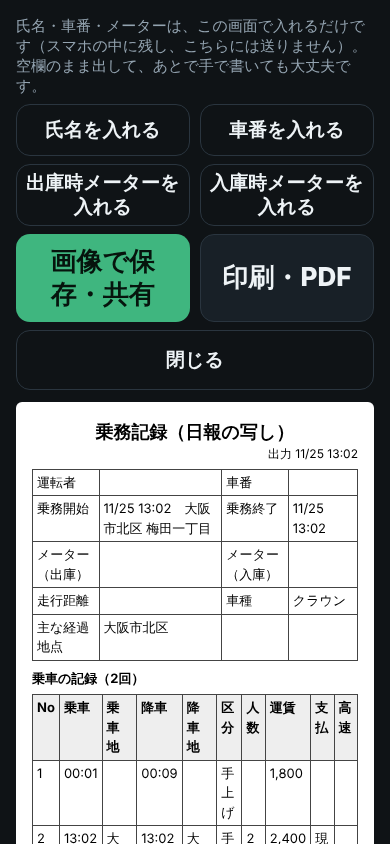 氏名・車番・メーターは、この画面で入れるだけで
す（スマホの中に残し、こちらには送りません）。
空欄のまま出して、あとで手で書いても大丈夫で
す。
氏名を入れる
車番を入れる
出庫時メーターを
入れる
入庫時メーターを
入れる
画像で保
存・共有
印刷・PDF
閉じる
乗務記録（日報の写し）
出力 11/25 13:02
運転者 車番
乗務開始 11/25 13:02　大阪 乗務終了 11/25
市北区 梅田一丁目 13:02
メーター メーター
（出庫） （入庫）
走行距離 車種 クラウン
主な経過 大阪市北区
地点
乗車の記録（2回）
No 乗車 乗 降車 降 区 人 運賃 支 高
車 車 分 数 払 速
地 地
1 00:01 00:09 手 1,800
上
げ
2 13:02 大 13:02 大 手 2 2,400 現